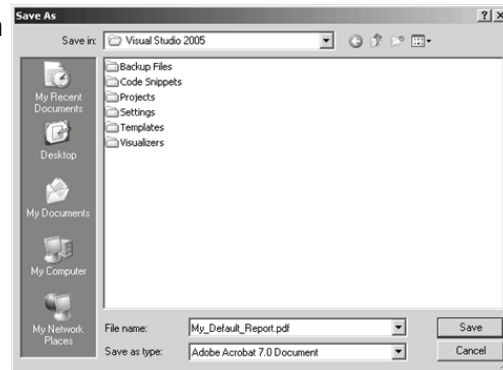 Save As
Save in:
Visual Studio 2005
My Recent
Documents
Desktop
My Documents
My Computer
My Network
Places
Backup Files
Code Snippets
Projects
Settings
Templates
Visualizers
File name:
My_Default_Report.pdf
Save
Save as type:
Adobe Acrobat 7.0 Document
Cancel